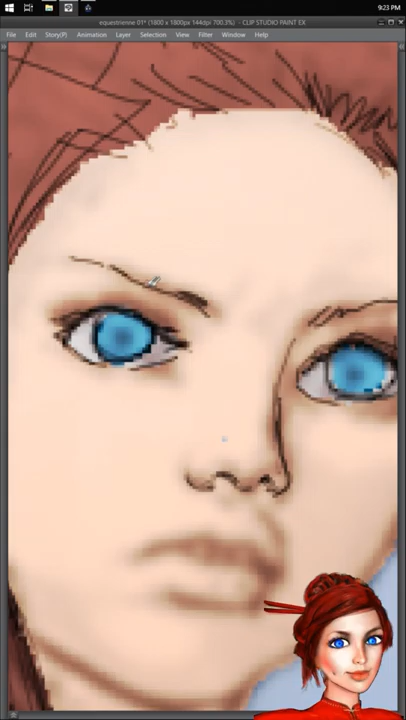 9:23 PM
equestrienne 01* (1800 x 1800px 144dpi 700.3%) - CLIP STUDIO PAINT EX
File Edit Story(P) Animation Layer Selection View Filter Window Help